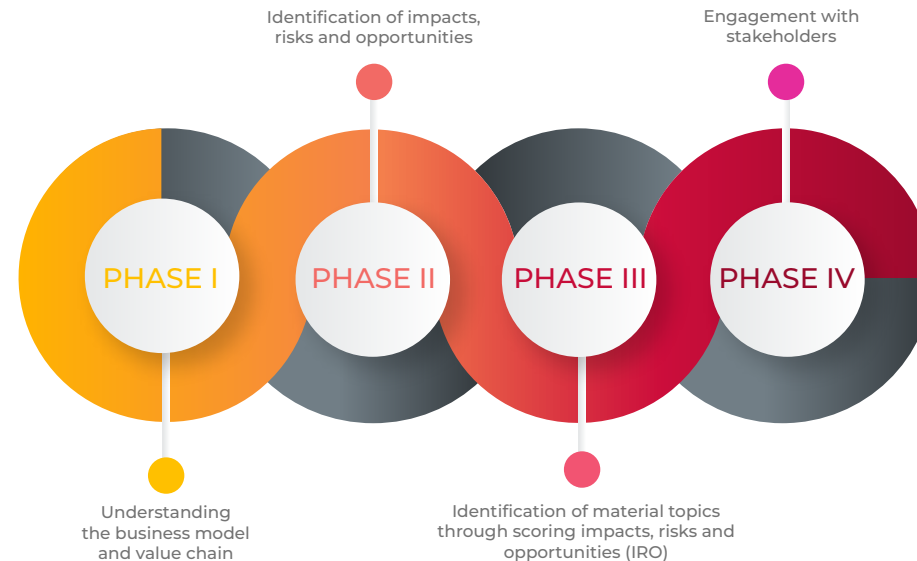 Identification of impacts,
risks and opportunities
Engagement with
stakeholders
PHASE I
PHASE II
PHASE III
PHASE IV
Understanding
the business model
and value chain
Identification of material topics
through scoring impacts, risks and
opportunities (IRO)